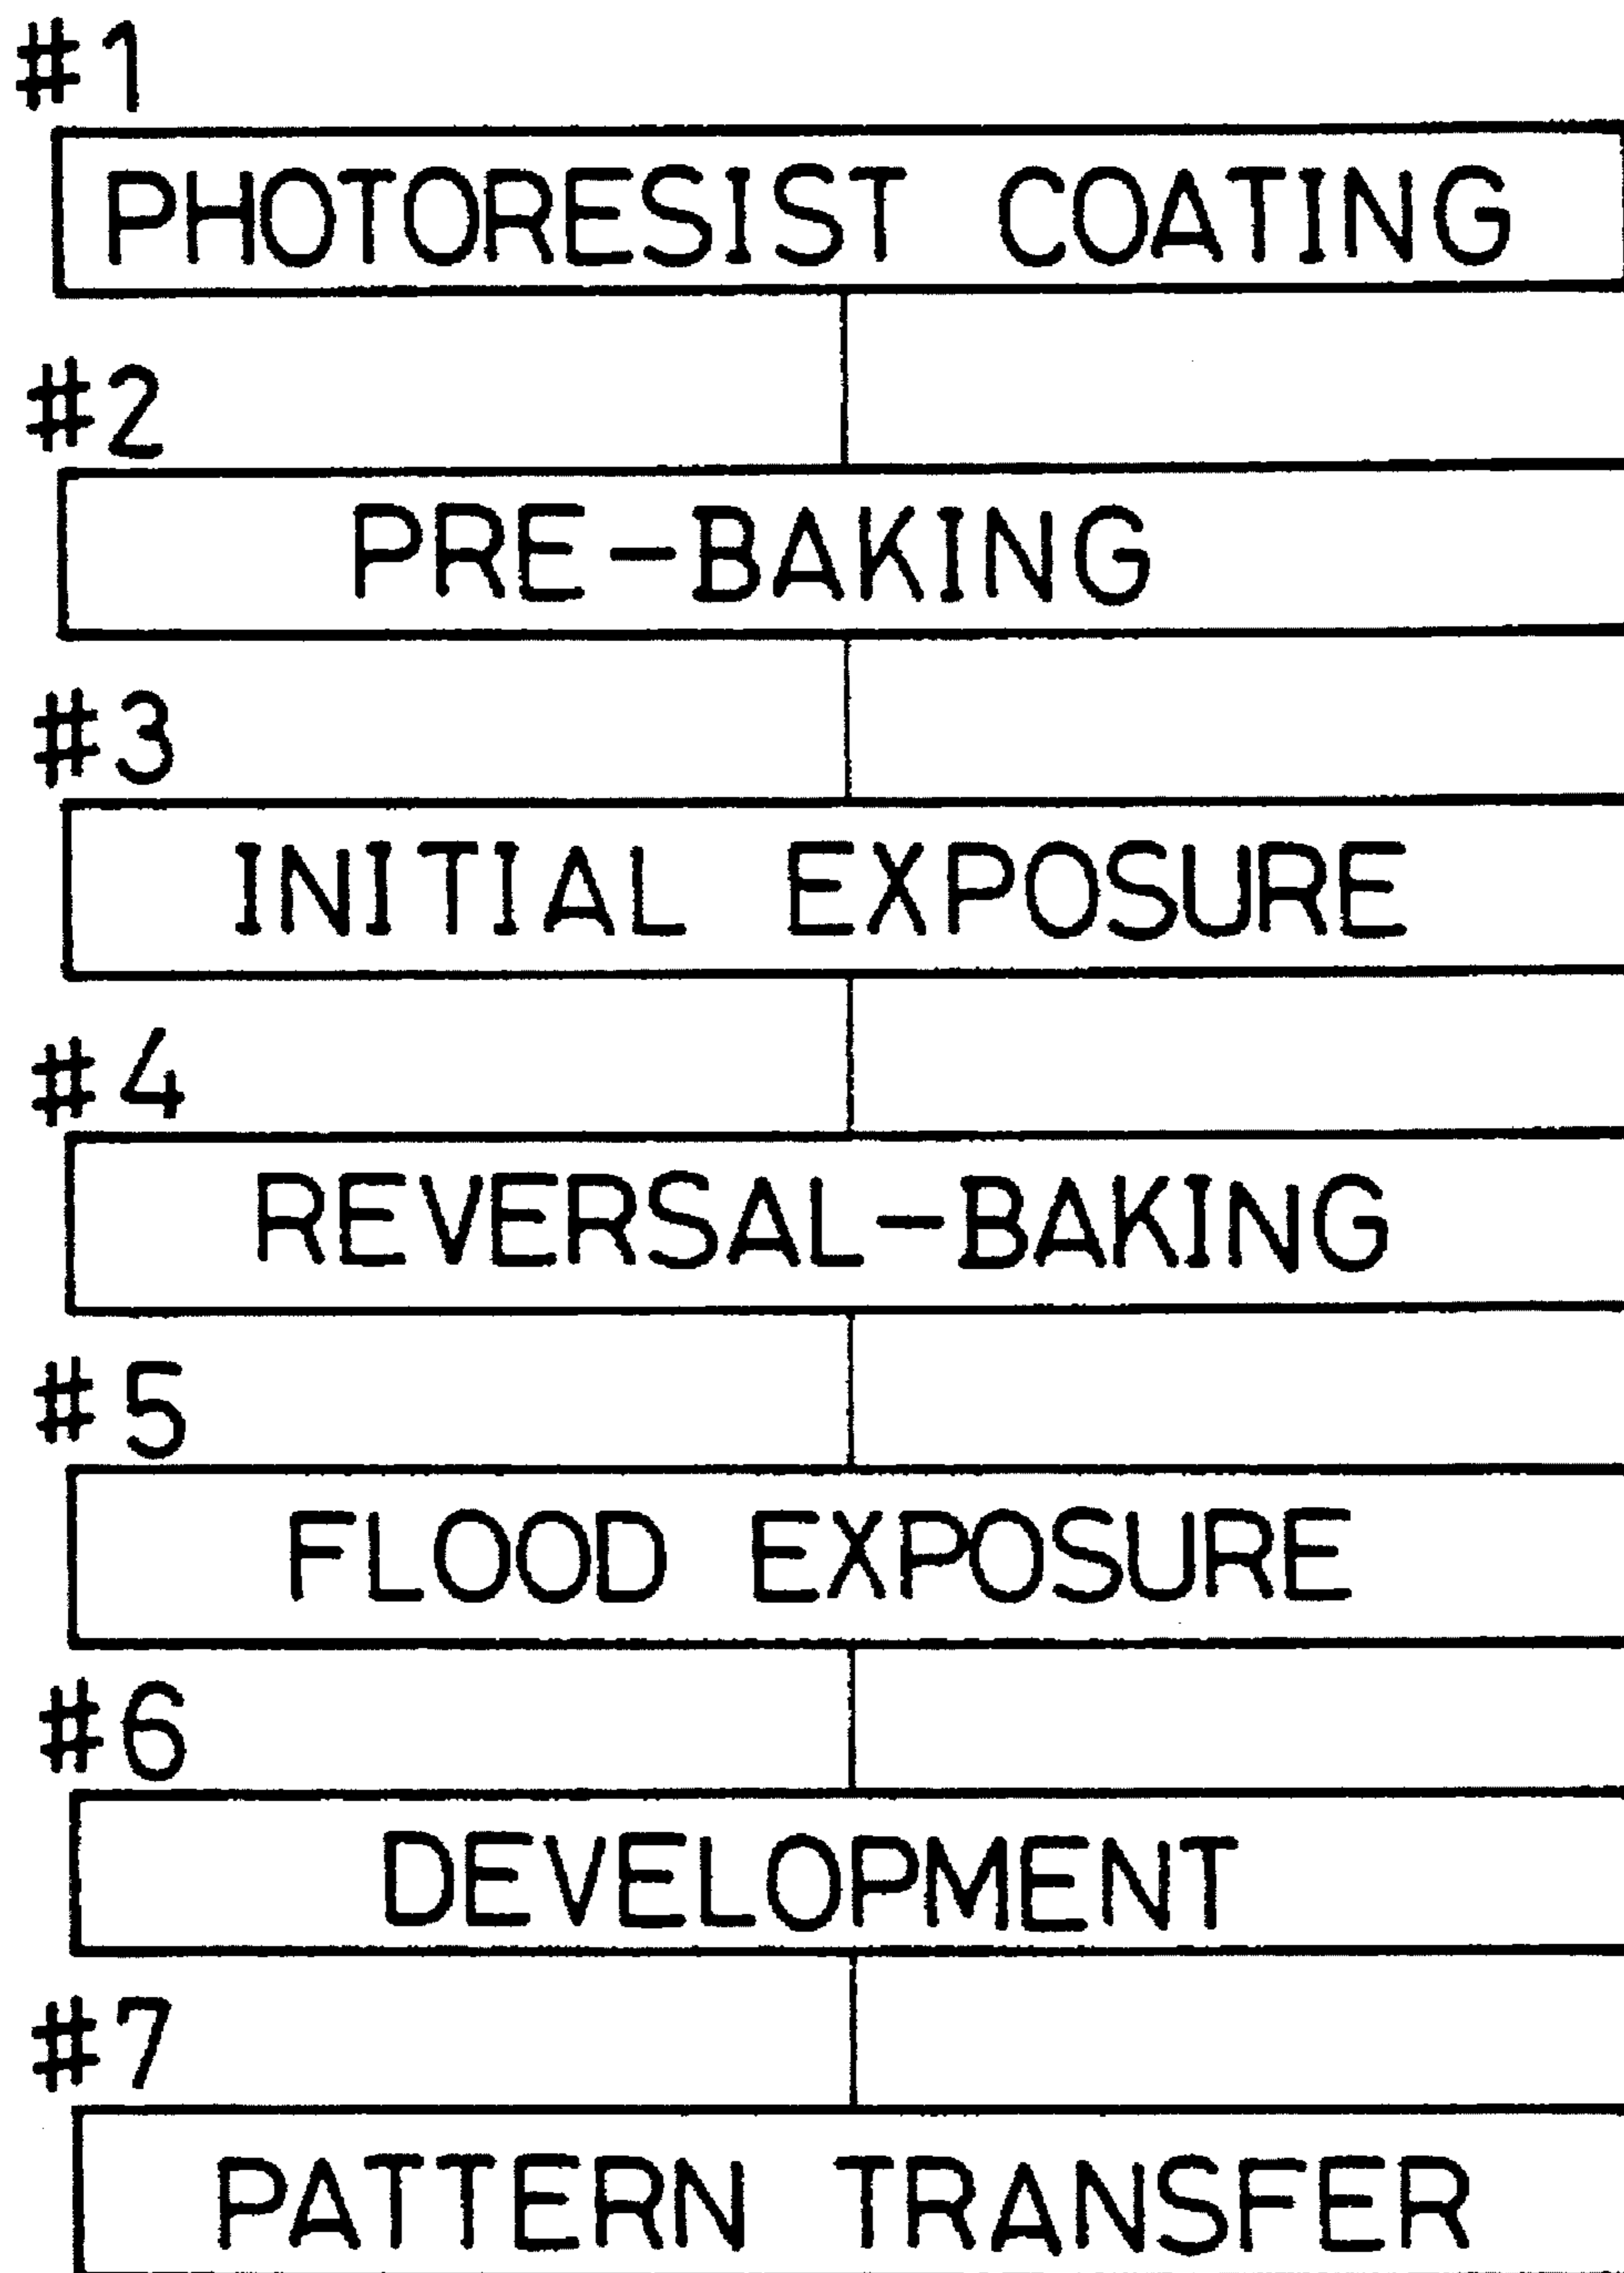 #1
PHOTORESIST COATING
#2
PRE-BAKING
#3
INITIAL EXPOSURE
#4
REVERSAL-BAKING
#5
FLOOD EXPOSURE
#6
DEVELOPMENT
#7
PATTERN TRANSFER